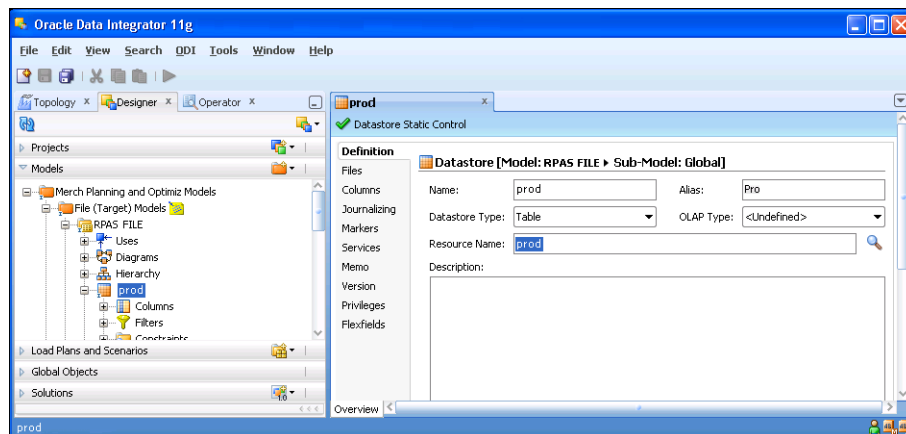 Oracle Data Integrator 11g
File Edit View Search ODI Tools Window Help
Topology x Designer x Operator x
Projects
Models
Merch Planning and Optimiz Models
File (Target) Models
RPAS FILE
Uses
Diagrams
Hierarchy
prod
Columns
Filters
Constraints
Load Plans and Scenarios
Global Objects
Solutions
1.0
prod x
Datastore Static Control
Definition
Files
Columns
Journalizing
Markers
Services
Memo
Version
Privileges
Flexfields
Datastore [Model: RPAS FILE ▸ Sub-Model: Global]
Name: prod Alias: Pro
Datastore Type: Table OLAP Type: <Undefined>
Resource Name: prod
Description:
Overview
prod